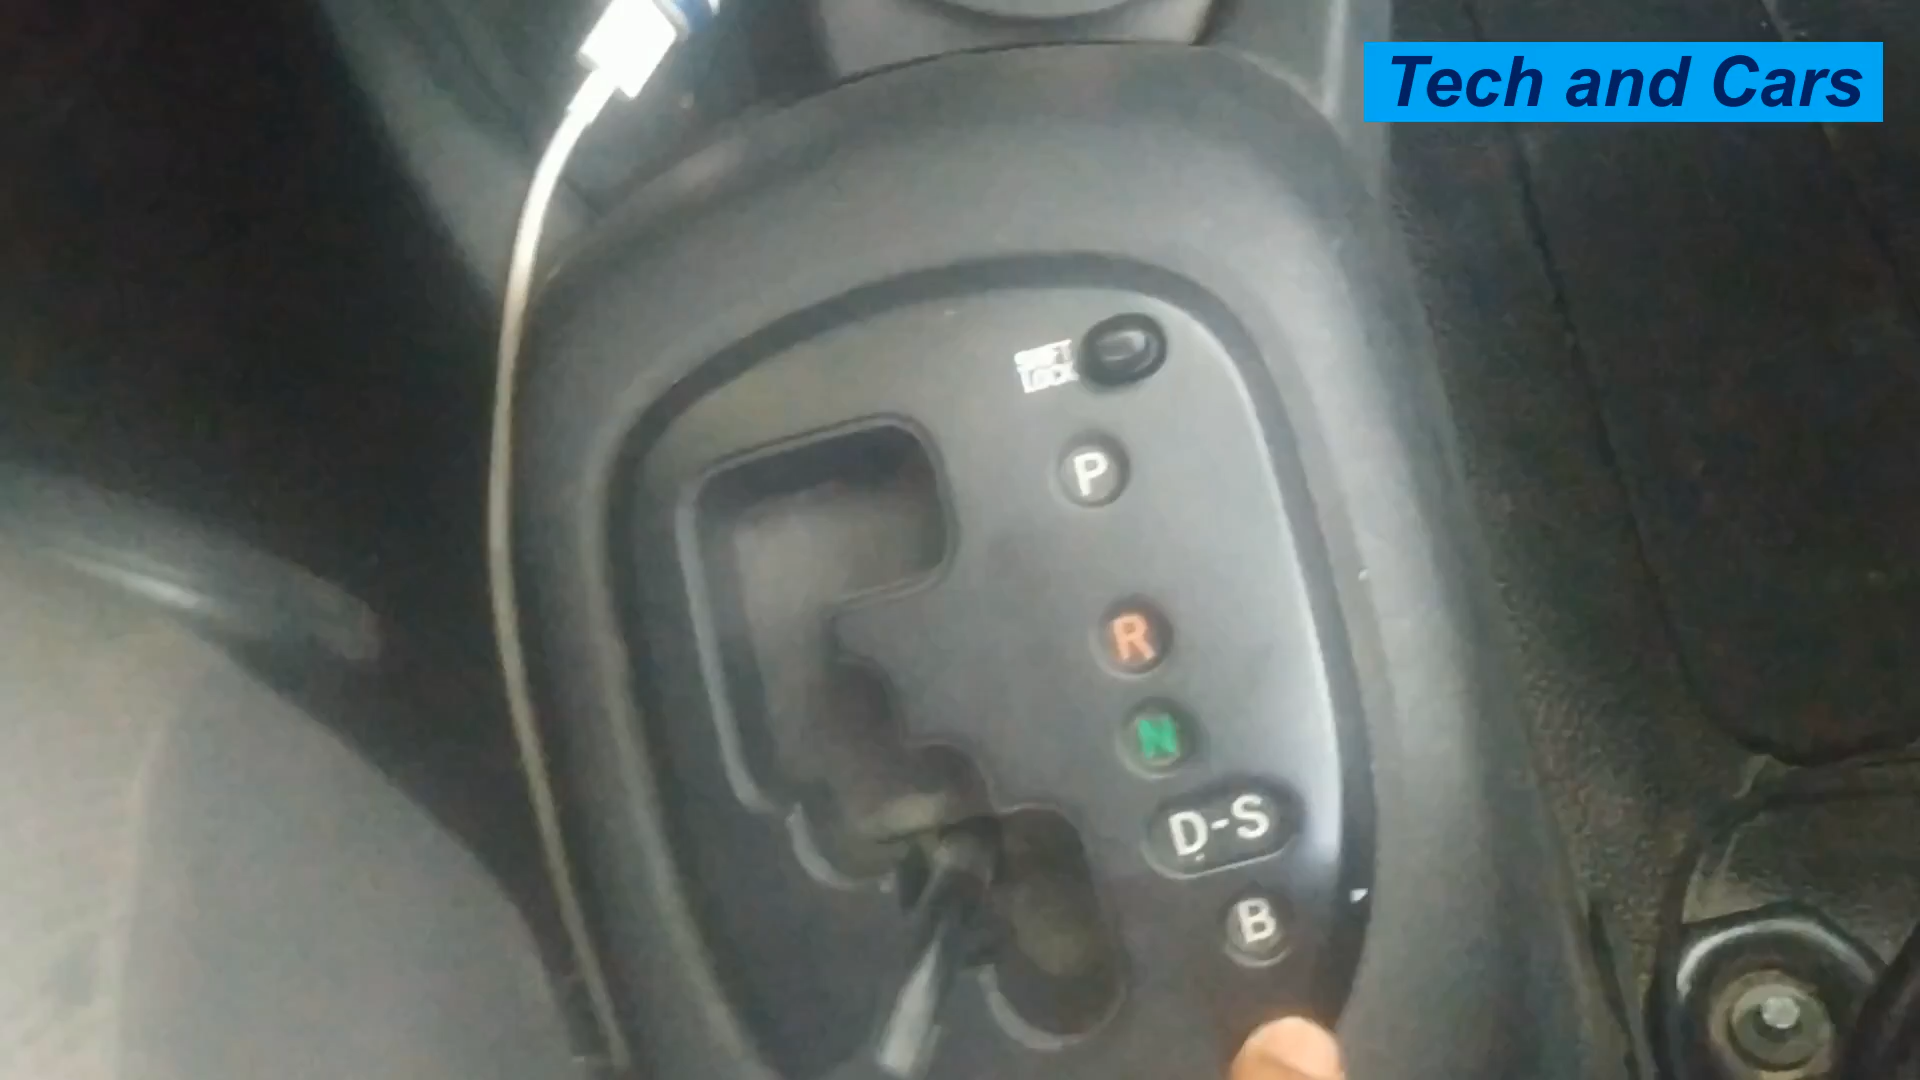 Tech and Cars
SHIFT
LOCK
P
R
N
D-S
B